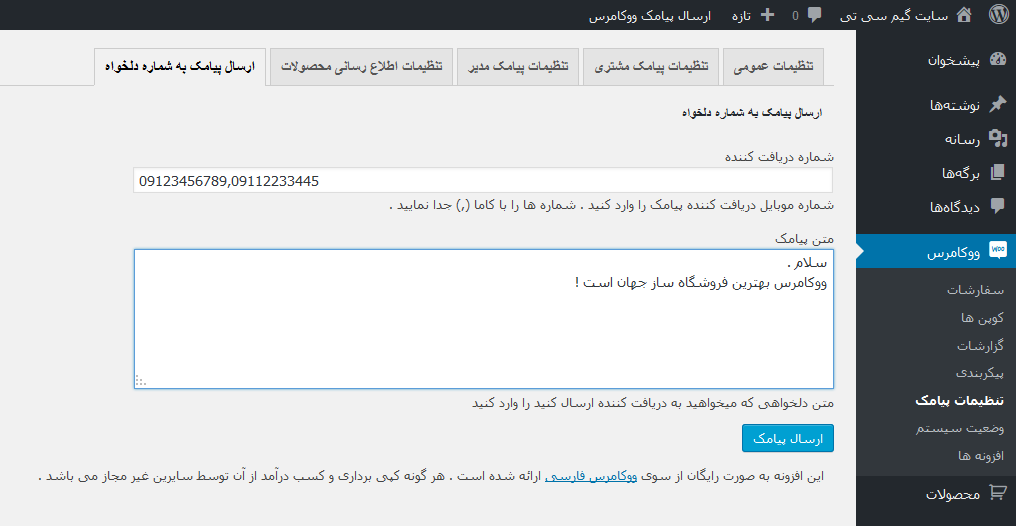 سایت گیم سی تی 0 تازه ارسال پیامک ووکامرس
پیشخوان
نوشته‌ها
رسانه
برگه‌ها
دیدگاه‌ها
ووکامرس
سفارشات
کوپن ها
گزارشات
پیکربندی
تنظیمات پیامک
وضعیت سیستم
افزونه ها
محصولات
تنظیمات عمومی تنظیمات پیامک مشتری تنظیمات پیامک مدیر تنظیمات اطلاع رسانی محصولات ارسال پیامک به شماره دلخواه
ارسال پیامک به شماره دلخواه
شماره دریافت کننده
09123456789,09112233445
شماره موبایل دریافت کننده پیامک را وارد کنید . شماره ها را با کاما (,) جدا نمایید .
متن پیامک
سلام .
ووکامرس بهترین فروشگاه ساز جهان است !
متن دلخواهی که میخواهید به دریافت کننده ارسال کنید را وارد کنید
ارسال پیامک
این افزونه به صورت رایگان از سوی ووکامرس فارسی ارائه شده است . هر گونه کپی برداری و کسب درآمد از آن توسط سایرین غیر مجاز می باشد .